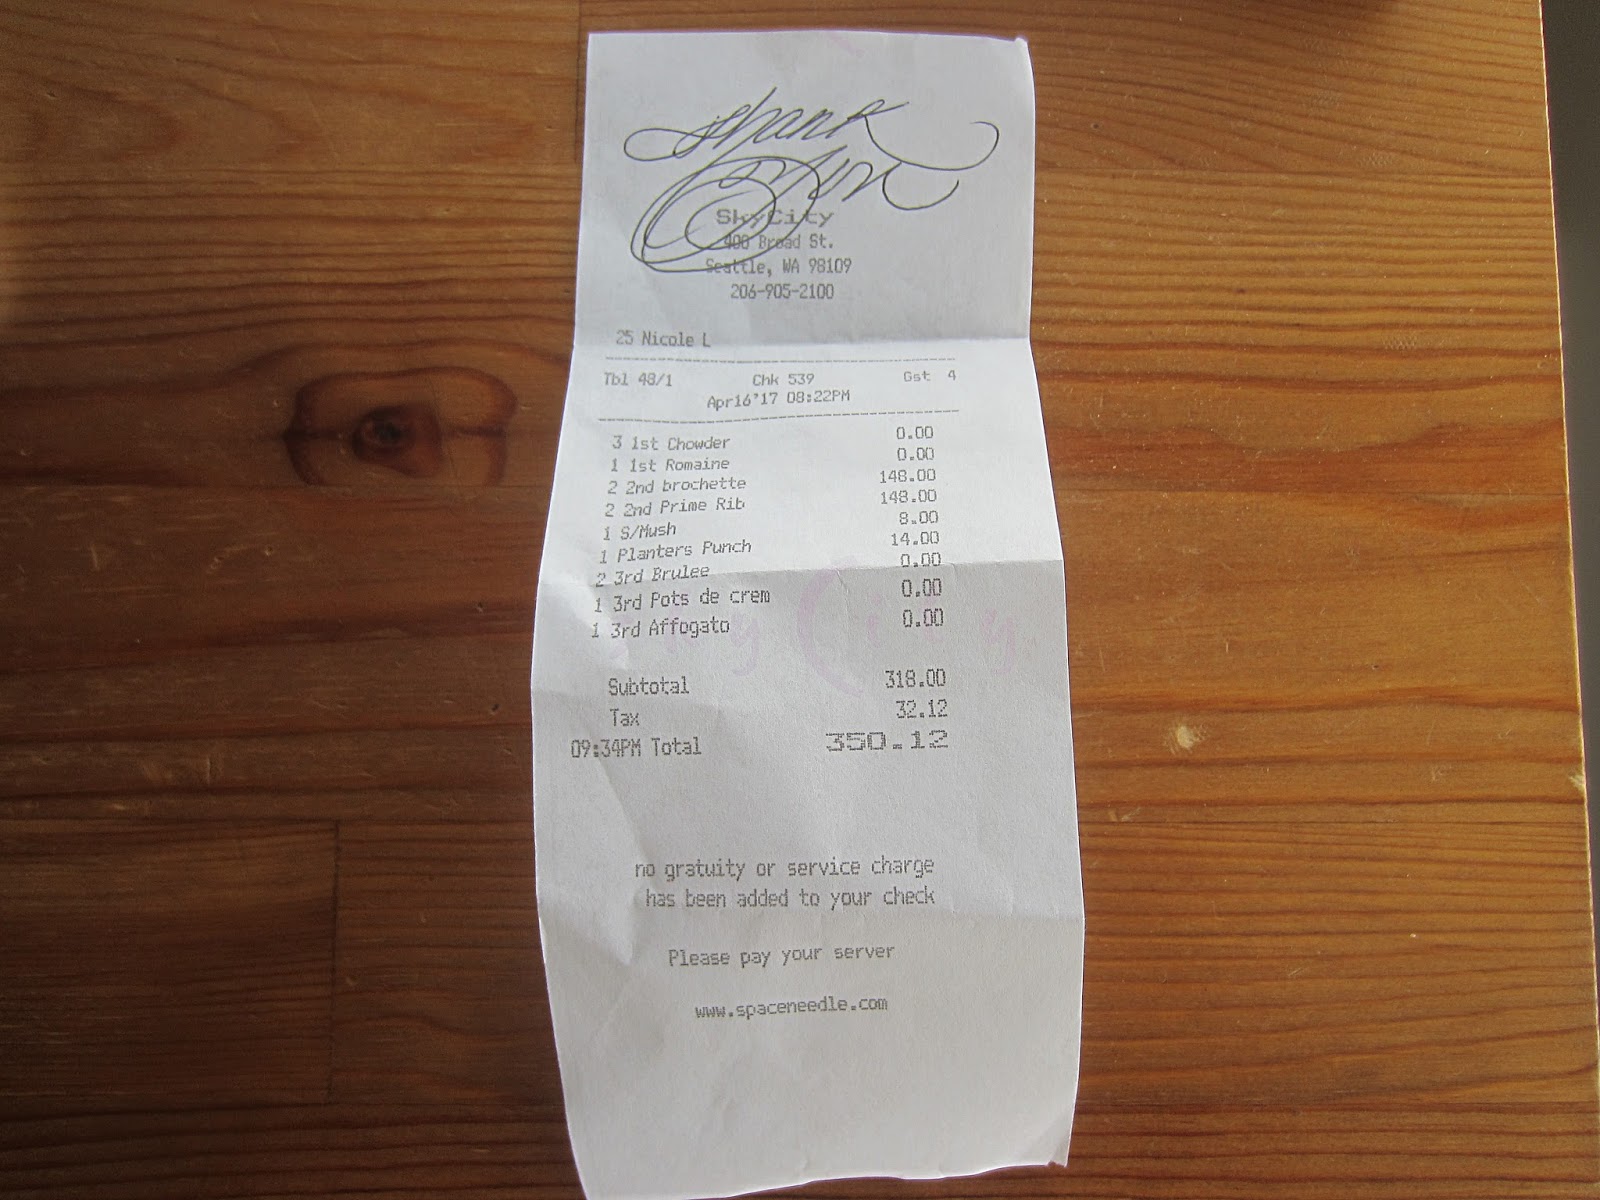 Thank
You
SkyCity
400 Broad St.
Seattle, WA 98109
206-905-2100
25 Nicole L
Tbl 48/1 Chk 539 Gst 4
Apr16'17 08:22PM
3 1st Chowder 0.00
1 1st Romaine 0.00
2 2nd brochette 148.00
2 2nd Prime Rib 148.00
1 S/Mush 8.00
1 Planters Punch 14.00
2 3rd Brulee 0.00
1 3rd Pots de crem 0.00
1 3rd Affogato 0.00
Subtotal 318.00
Tax 32.12
09:34PM Total 350.12
no gratuity or service charge
has been added to your check
Please pay your server
www.spaceneedle.com